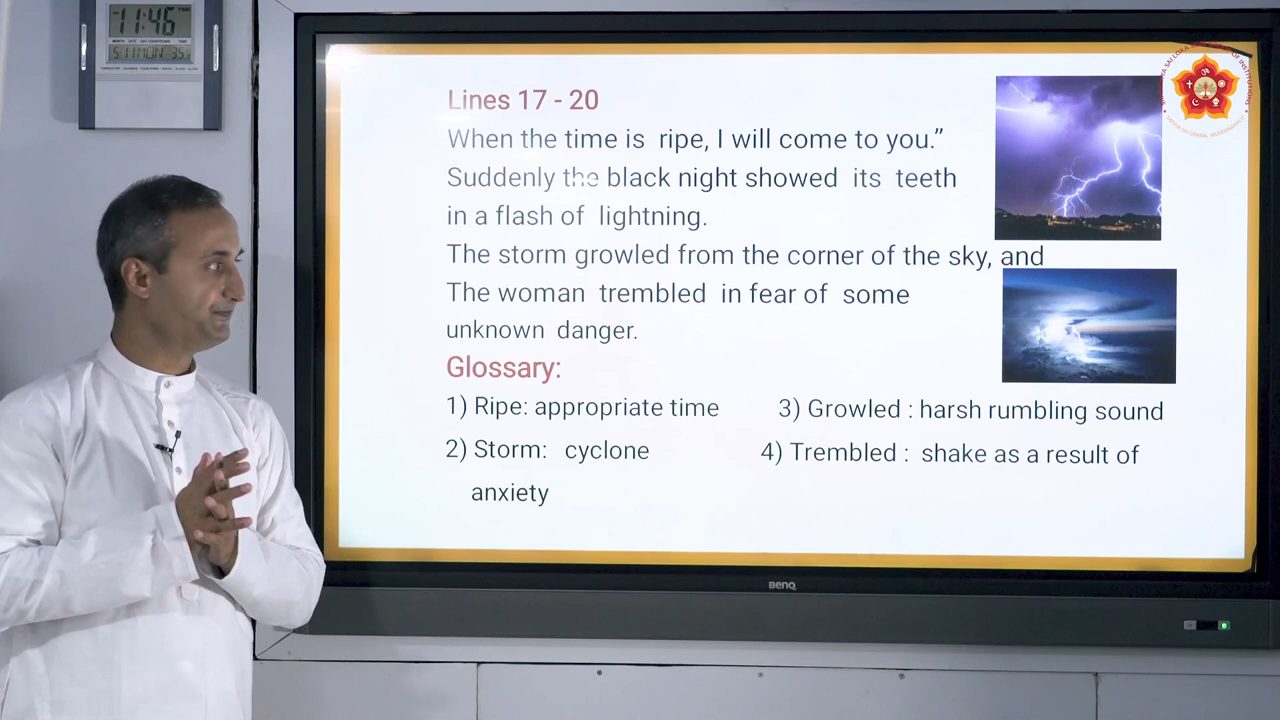 11:46
Lines 17 - 20
When the time is ripe, I will come to you.”
Suddenly the black night showed its teeth
in a flash of lightning.
The storm growled from the corner of the sky, and
The woman trembled in fear of some
unknown danger.
Glossary:
1) Ripe: appropriate time 3) Growled : harsh rumbling sound
2) Storm: cyclone 4) Trembled : shake as a result of
anxiety
BenQ